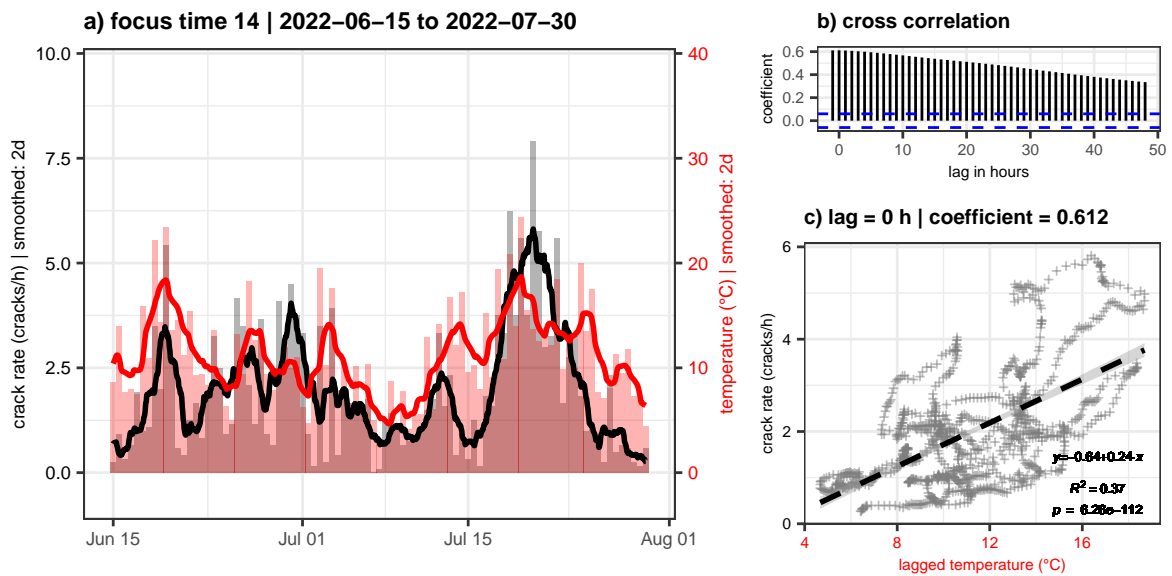 a) focus time 14 | 2022−06−15 to 2022−07−30
10.0
7.5
5.0
2.5
0.0
crack rate (cracks/h) | smoothed: 2d
40
30
20
10
0
temperature (°C) | smoothed: 2d
Jun 15
Jul 01
Jul 15
Aug 01
b) cross correlation
0.6
0.4
0.2
0.0
coefficient
0
10
20
30
40
50
lag in hours
c) lag = 0 h | coefficient = 0.612
6
4
2
0
crack rate (cracks/h)
y=−0.64+0.24·x
R² = 0.37
p = 6.26e−112
4
8
12
16
lagged temperature (°C)